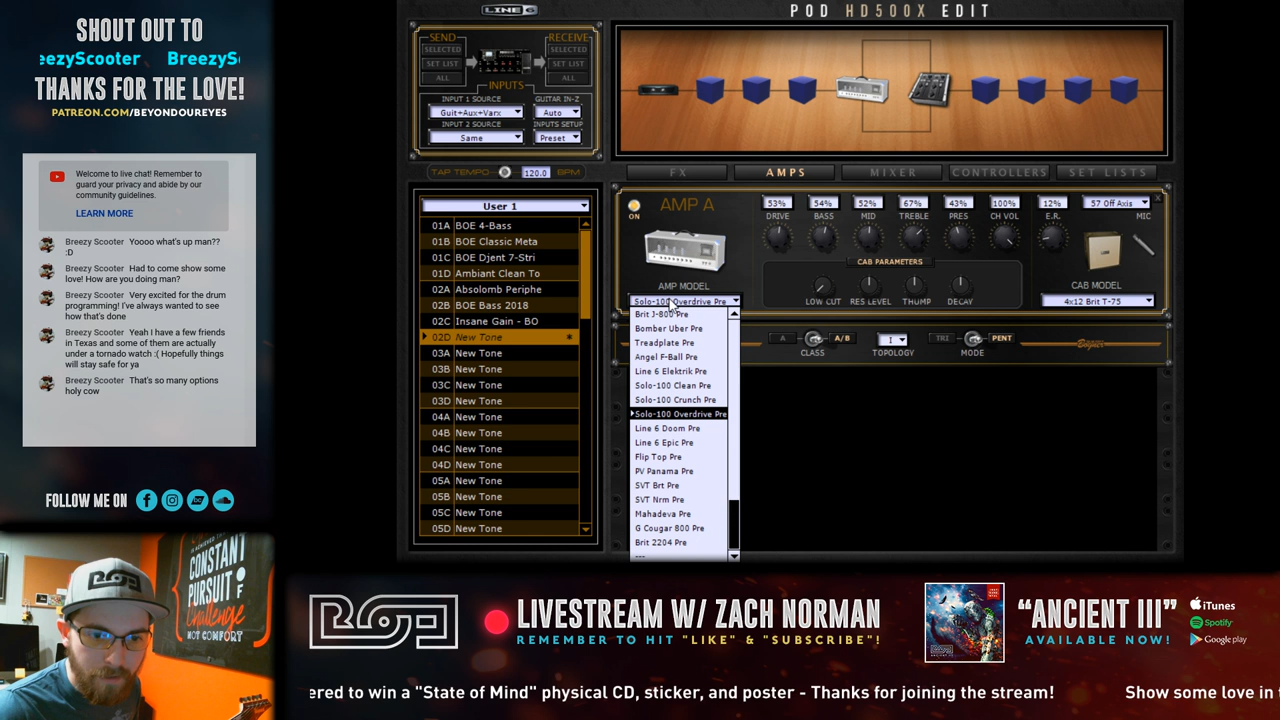 SHOUT OUT TO
eezyScooter BreezyS
THANKS FOR THE LOVE!
PATREON.COM/BEYONDOUREYES
Welcome to live chat! Remember to
guard your privacy and abide by our
community guidelines.
LEARN MORE
Breezy Scooter Yoooo what's up man??
:D
Breezy Scooter Had to come show some
love! How are you doing man?
Breezy Scooter Very excited for the drum
programming! I've always wanted to see
how that's done
Breezy Scooter Yeah I have a few friends
in Texas and some of them are actually
under a tornado watch :( Hopefully things
will stay safe for ya
Breezy Scooter That's so many options
holy cow
FOLLOW ME ON
CONSTANT
PURSUIT OF
Challenge
NOT COMFORT
LINE 6
POD HD500X EDIT
SEND
SELECTED
SET LIST
ALL
RECEIVE
SELECTED
SET LIST
ALL
INPUTS
INPUT 1 SOURCE
Guit+Aux+Varx
GUITAR IN-Z
Auto
INPUT 2 SOURCE
Same
INPUTS SETUP
Preset
TAP TEMPO 120.0 BPM
FX AMPS MIXER CONTROLLERS SET LISTS
User 1
01A BOE 4-Bass
01B BOE Classic Meta
01C BOE Djent 7-Stri
01D Ambiant Clean To
02A Absolomb Periphe
02B BOE Bass 2018
02C Insane Gain - BO
02D New Tone *
03A New Tone
03B New Tone
03C New Tone
03D New Tone
04A New Tone
04B New Tone
04C New Tone
04D New Tone
05A New Tone
05B New Tone
05C New Tone
05D New Tone
ON
AMP A
AMP MODEL
Solo-100 Overdrive Pre
53% 54% 52% 67% 43% 100% 12% 57 Off Axis
DRIVE BASS MID TREBLE PRES CH VOL E.R. MIC
CAB PARAMETERS
LOW CUT RES LEVEL THUMP DECAY
CAB MODEL
4x12 Brit T-75
A A/B
CLASS
I
TOPOLOGY
TRI PENT
MODE
Bogner
Brit J-800 Pre
Bomber Uber Pre
Treadplate Pre
Angel F-Ball Pre
Line 6 Elektrik Pre
Solo-100 Clean Pre
Solo-100 Crunch Pre
Solo-100 Overdrive Pre
Line 6 Doom Pre
Line 6 Epic Pre
Flip Top Pre
PV Panama Pre
SVT Brt Pre
SVT Nrm Pre
Mahadeva Pre
G Cougar 800 Pre
Brit 2204 Pre
BOE
LIVESTREAM W/ ZACH NORMAN
REMEMBER TO HIT "LIKE" & "SUBSCRIBE"!
"ANCIENT III"
AVAILABLE NOW!
iTunes
Spotify
Google play
ered to win a "State of Mind" physical CD, sticker, and poster - Thanks for joining the stream! Show some love in t